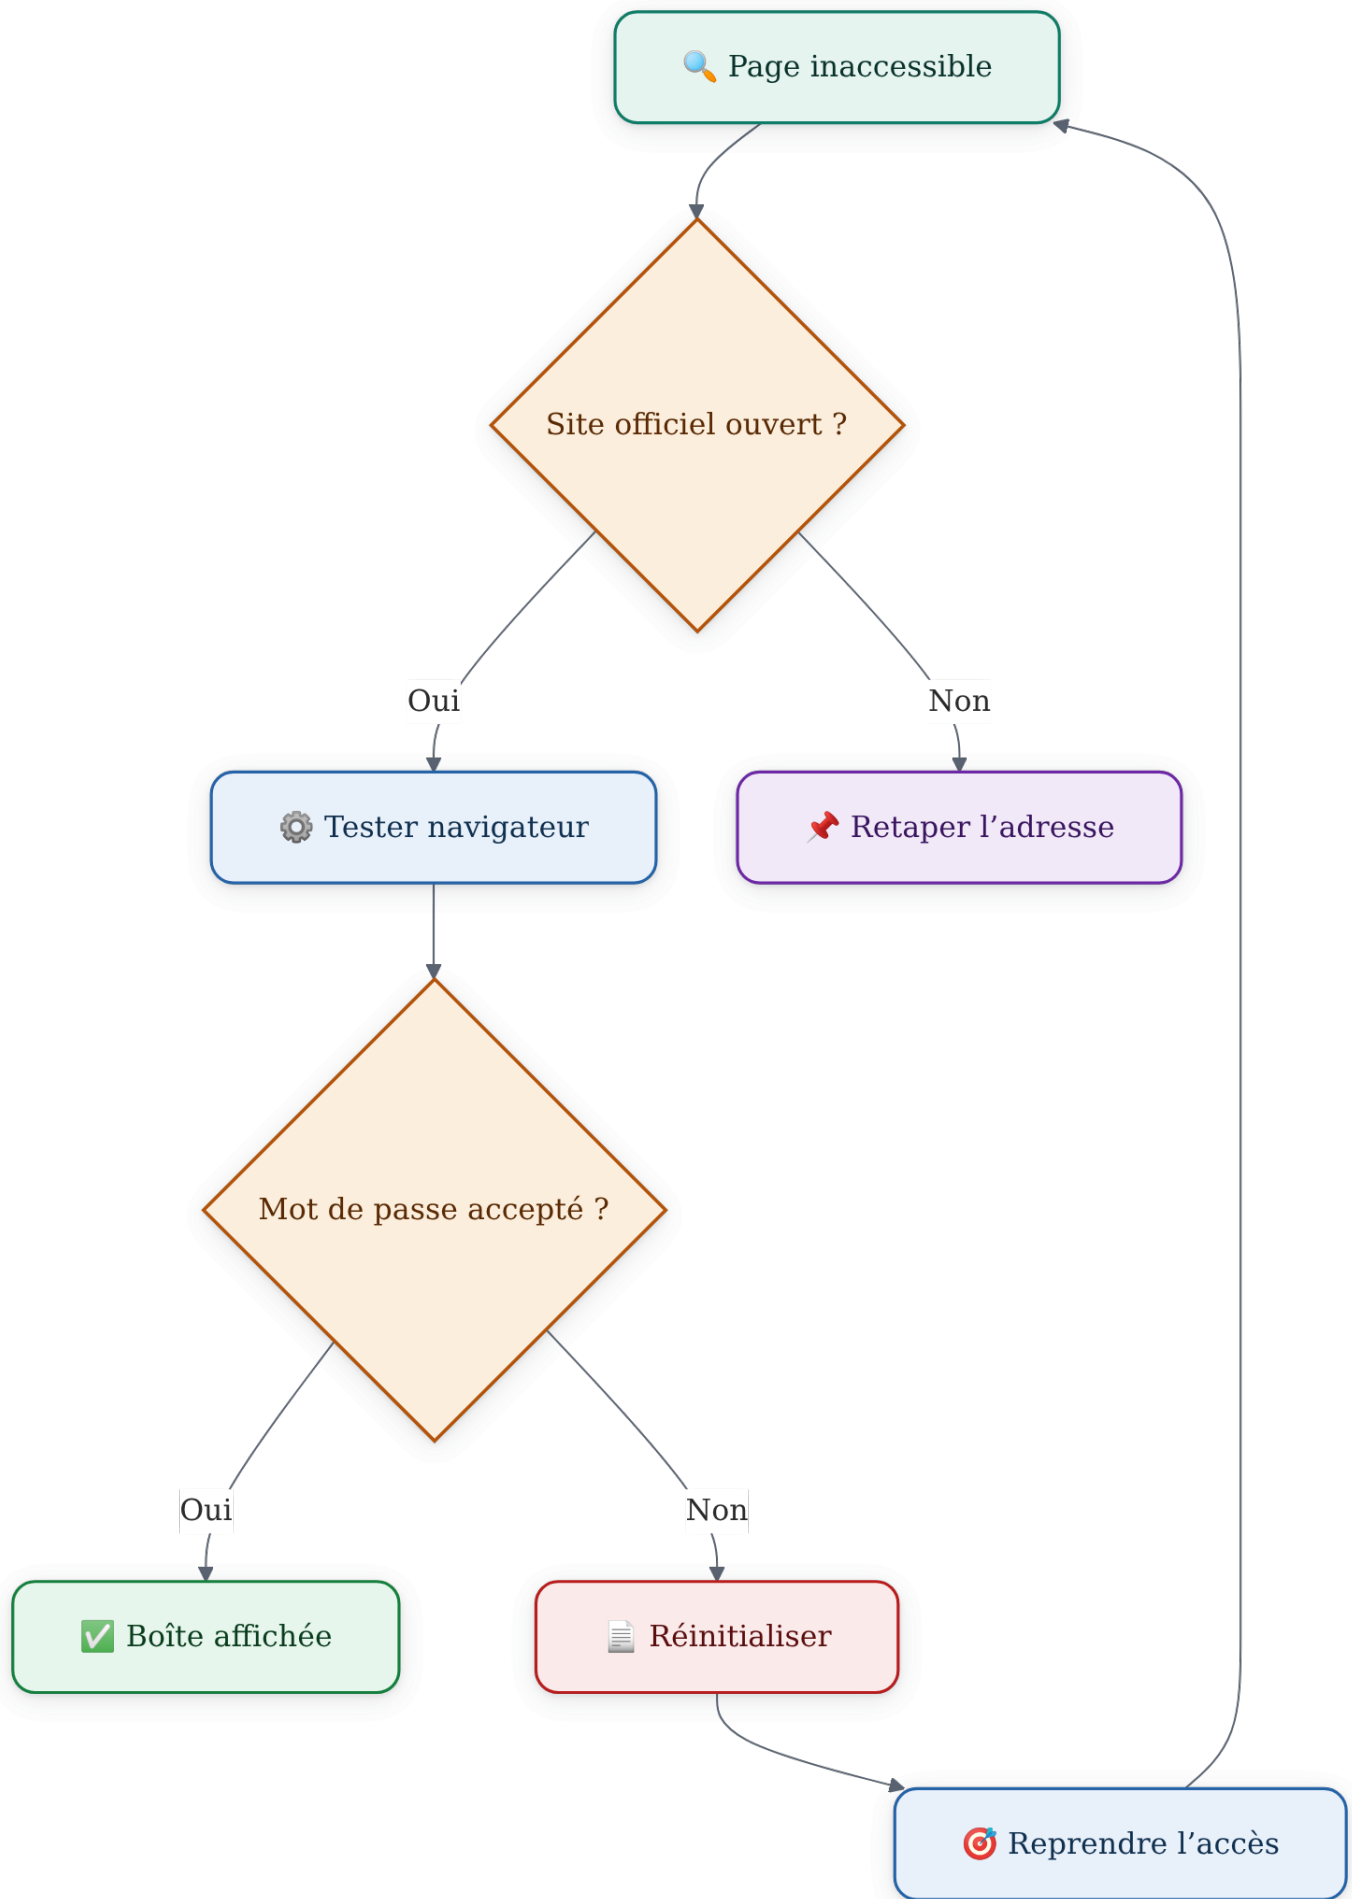 🔍 Page inaccessible
Site officiel ouvert ?
Oui
Non
⚙️ Tester navigateur
📌 Retaper l’adresse
Mot de passe accepté ?
Oui
Non
✅ Boîte affichée
📄 Réinitialiser
🎯 Reprendre l’accès